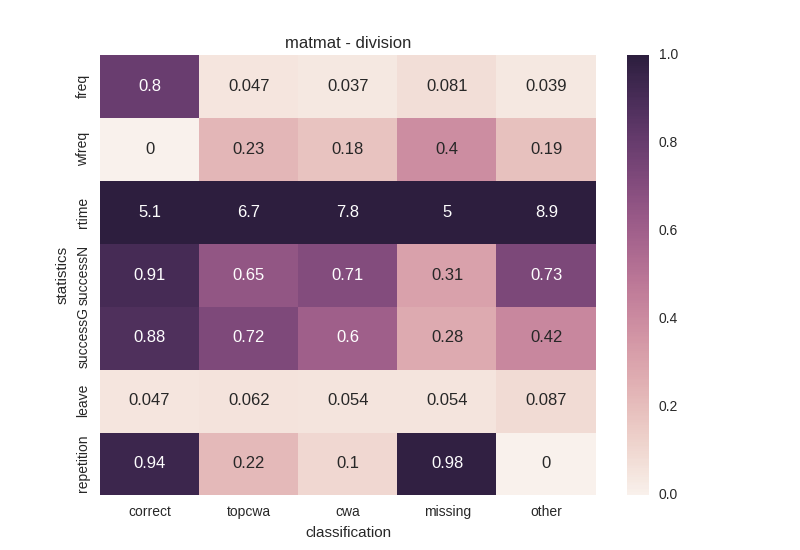 matmat - division
freq 0.8 0.047 0.037 0.081 0.039
wfreq 0 0.23 0.18 0.4 0.19
rtime 5.1 6.7 7.8 5 8.9
successN 0.91 0.65 0.71 0.31 0.73
successG 0.88 0.72 0.6 0.28 0.42
leave 0.047 0.062 0.054 0.054 0.087
repetition 0.94 0.22 0.1 0.98 0
statistics
correct topcwa cwa missing other
classification
1.0
0.8
0.6
0.4
0.2
0.0